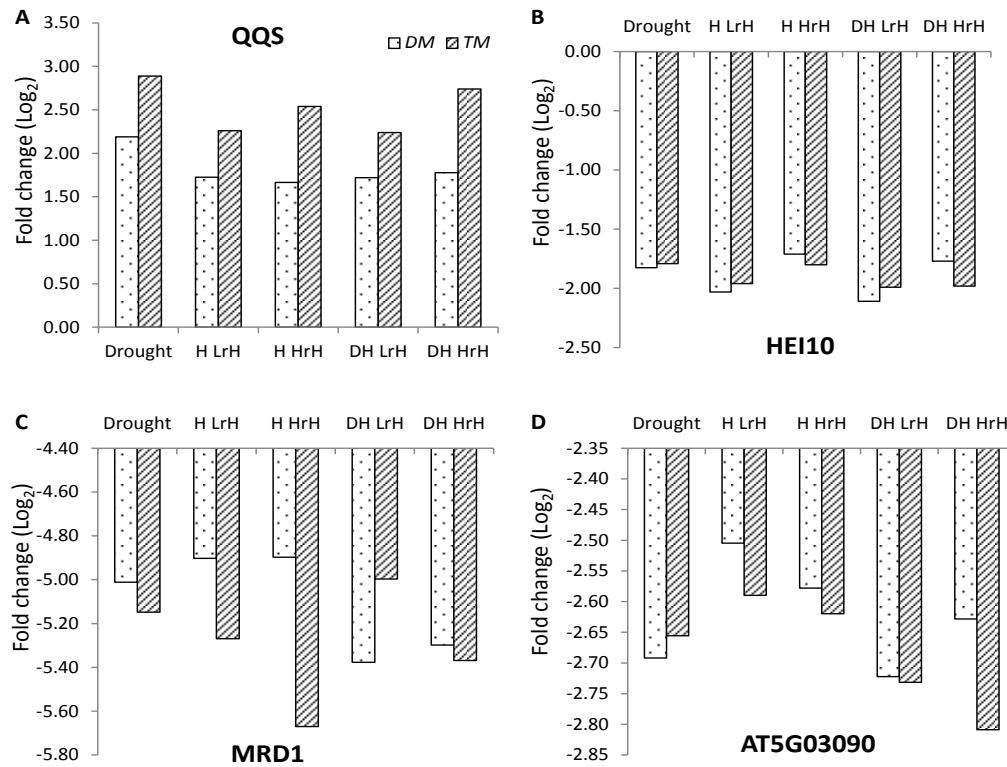 A
QQS
DM TM
Fold change (Log2)
3.50
3.00
2.50
2.00
1.50
1.00
0.50
0.00
Drought H LrH H HrH DH LrH DH HrH
B
Drought H LrH H HrH DH LrH DH HrH
Fold change (Log2)
0.00
-0.50
-1.00
-1.50
-2.00
-2.50
HEI10
C
Drought H LrH H HrH DH LrH DH HrH
Fold change (Log2)
-4.40
-4.60
-4.80
-5.00
-5.20
-5.40
-5.60
-5.80
MRD1
D
Drought H LrH H HrH DH LrH DH HrH
Fold change (Log2)
-2.35
-2.40
-2.45
-2.50
-2.55
-2.60
-2.65
-2.70
-2.75
-2.80
-2.85
AT5G03090